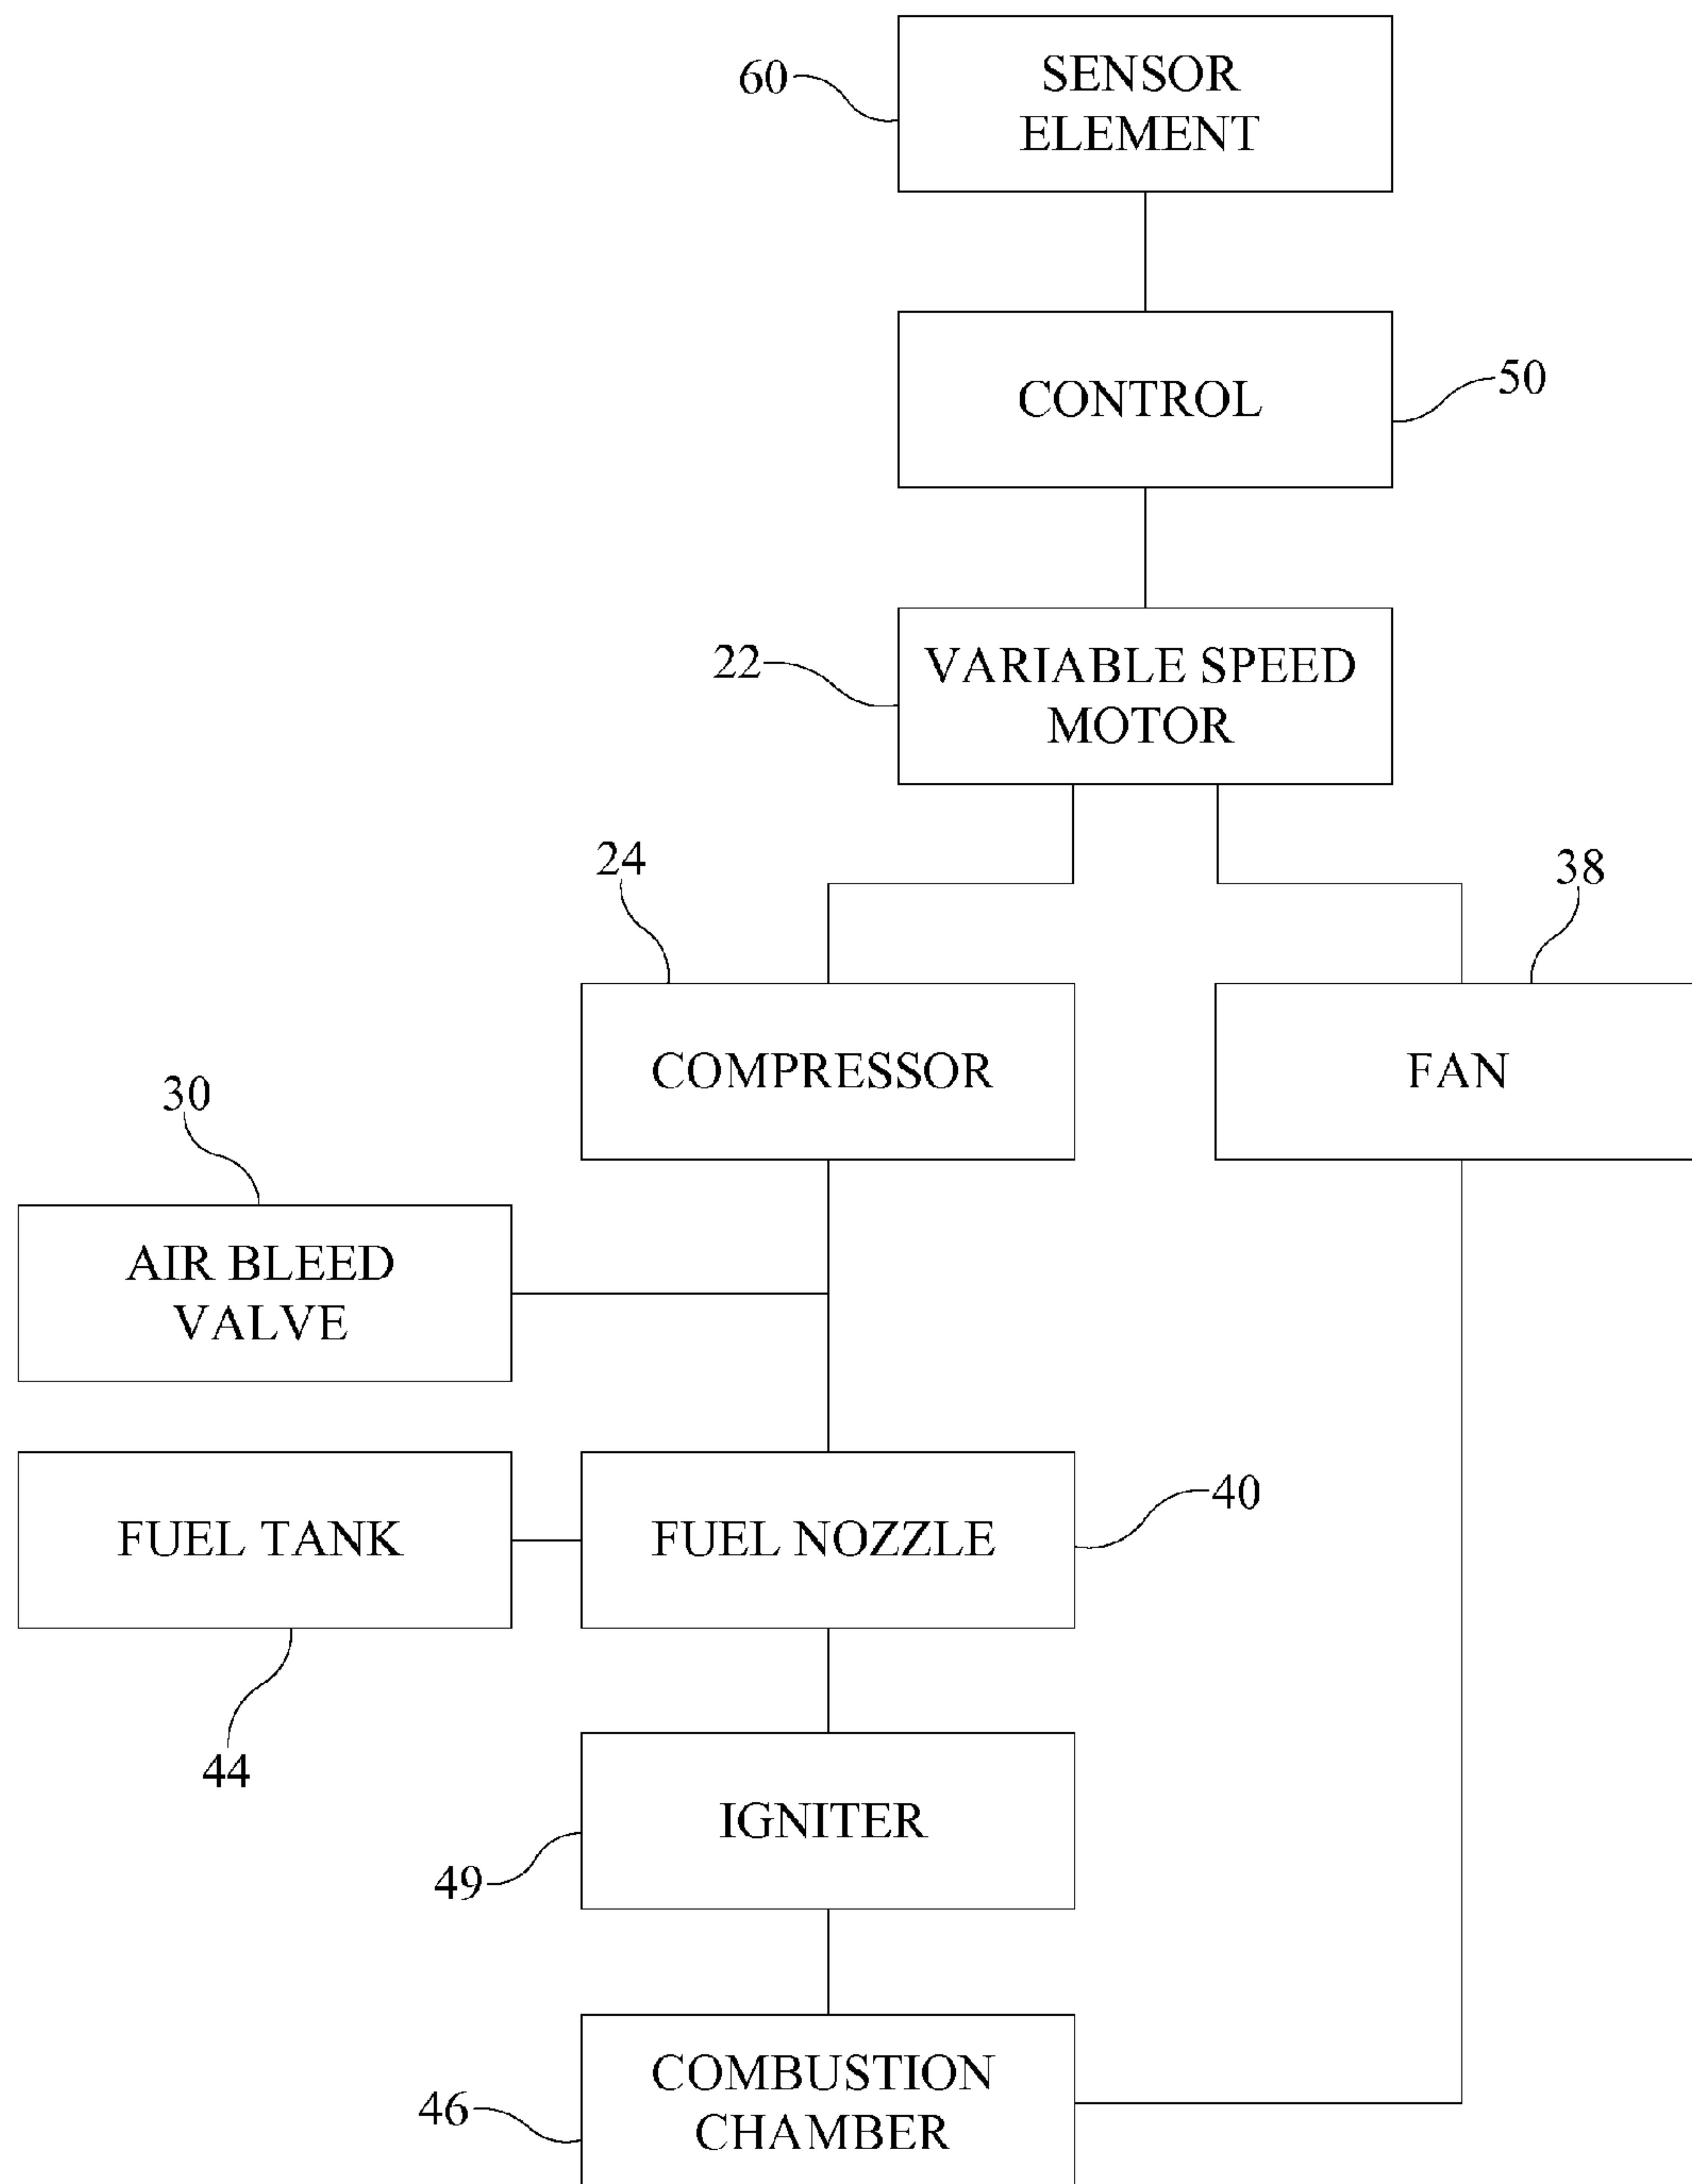 60
SENSOR
ELEMENT
CONTROL
50
22
VARIABLE SPEED
MOTOR
24
38
COMPRESSOR
FAN
30
AIR BLEED
VALVE
FUEL TANK
FUEL NOZZLE
40
44
IGNITER
49
COMBUSTION
CHAMBER
46